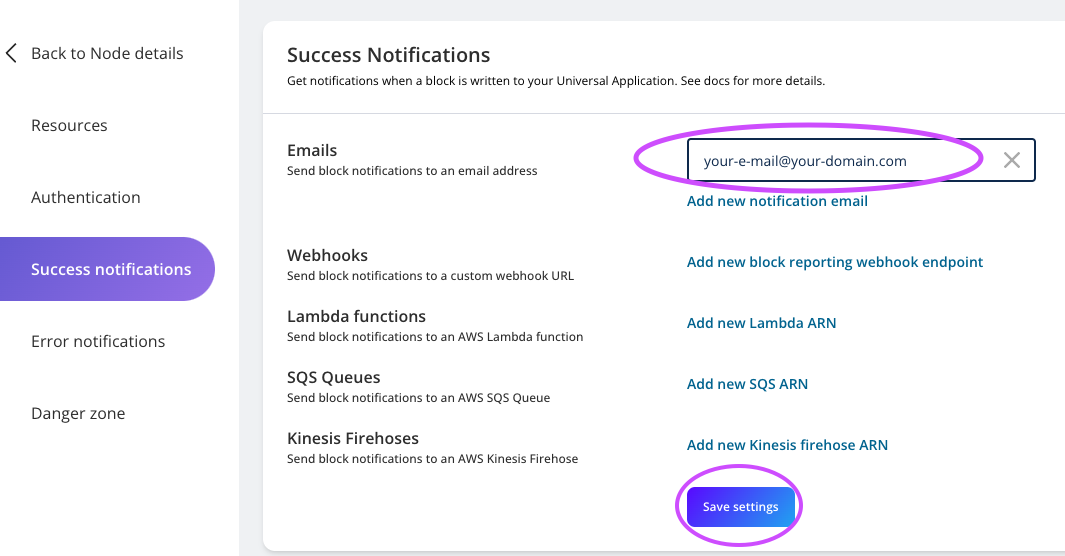 Back to Node details
Resources
Authentication
Success notifications
Error notifications
Danger zone
Success Notifications
Get notifications when a block is written to your Universal Application. See docs for more details.
Emails
Send block notifications to an email address
your-e-mail@your-domain.com
Add new notification email
Webhooks
Send block notifications to a custom webhook URL
Add new block reporting webhook endpoint
Lambda functions
Send block notifications to an AWS Lambda function
Add new Lambda ARN
SQS Queues
Send block notifications to an AWS SQS Queue
Add new SQS ARN
Kinesis Firehoses
Send block notifications to an AWS Kinesis Firehose
Add new Kinesis firehose ARN
Save settings